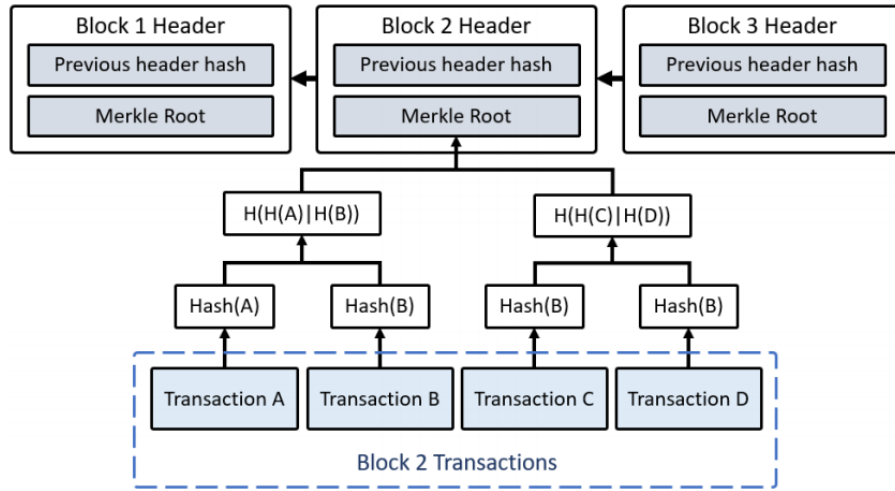 Block 1 Header
Block 2 Header
Block 3 Header
Previous header hash
Previous header hash
Previous header hash
Merkle Root
Merkle Root
Merkle Root
H(H(A)|H(B))
H(H(C)|H(D))
Hash(A)
Hash(B)
Hash(B)
Hash(B)
Transaction A
Transaction B
Transaction C
Transaction D
Block 2 Transactions